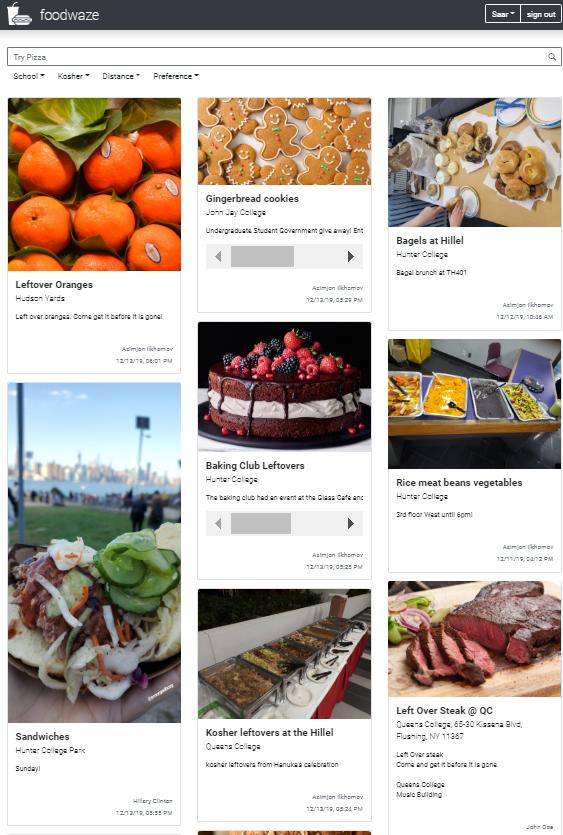 foodwaze
Saar
sign out
Try Pizza
School
Kosher
Distance
Preference
Leftover Oranges
Hudson Yards
Left over oranges. Come get it before it is gone!
Azimjon Ilkhomov
12/13/19, 06:01 PM
Sandwiches
Hunter College Park
Sunday!
Hillary Clinton
12/13/19, 05:55 PM
Gingerbread cookies
John Jay College
Undergraduate Student Government give away! Ent
Azimjon Ilkhomov
12/13/19, 05:29 PM
Baking Club Leftovers
Hunter College
The baking club had an event at the Glass Cafe and
Azimjon Ilkhomov
12/13/19, 05:25 PM
Kosher leftovers at the Hillel
Queens College
kosher leftovers from Hanuka's celebration
Azimjon Ilkhomov
12/13/19, 05:24 PM
Bagels at Hillel
Hunter College
Bagel brunch at TH401
Azimjon Ilkhomov
12/12/19, 10:46 AM
Rice meat beans vegetables
Hunter College
3rd floor West until 6pm!
Azimjon Ilkhomov
12/11/19, 04:12 PM
Left Over Steak @ QC
Queens College, 65-30 Kissena Blvd,
Flushing, NY 11367
Left Over steak
Come and get it before it is gone
Queens College
Music Building
John Doe